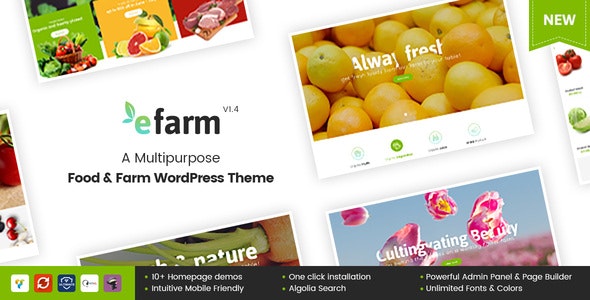 NEW
Alway fresh
efarm
V1.4
A Multipurpose
Food & Farm WordPress Theme
& nature
Cultivating Beauty
• 10+ Homepage demos
• Intuitive Mobile Friendly
• One click installation
• Algolia Search
• Powerful Admin Panel & Page Builder
• Unlimited Fonts & Colors